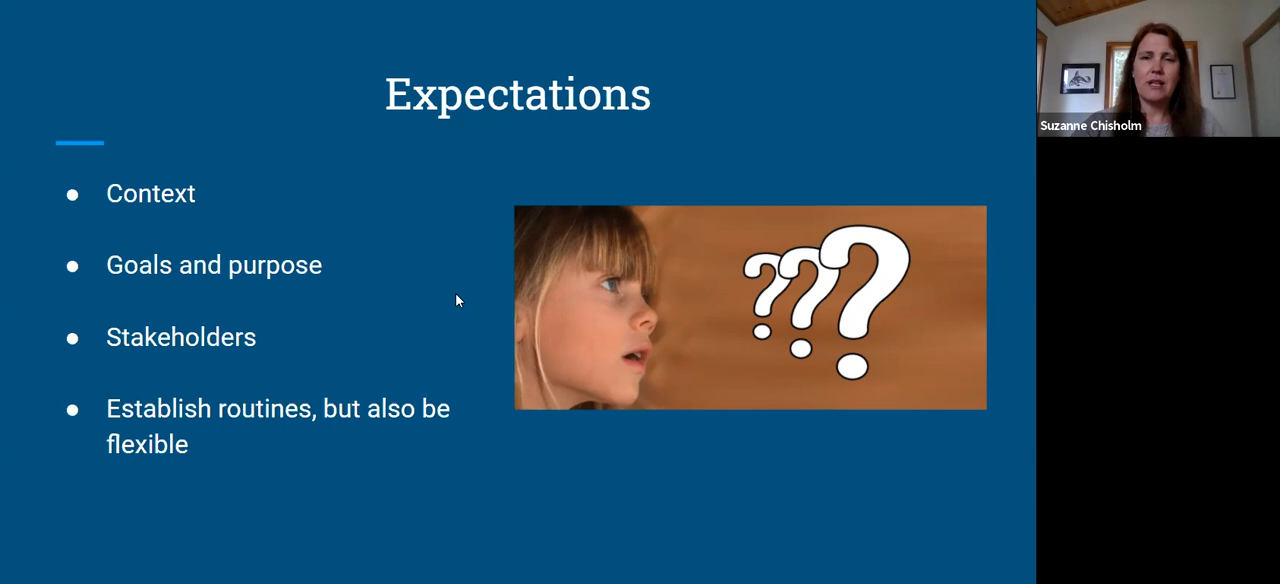 Expectations
● Context
● Goals and purpose
● Stakeholders
● Establish routines, but also be
flexible
???
Suzanne Chisholm